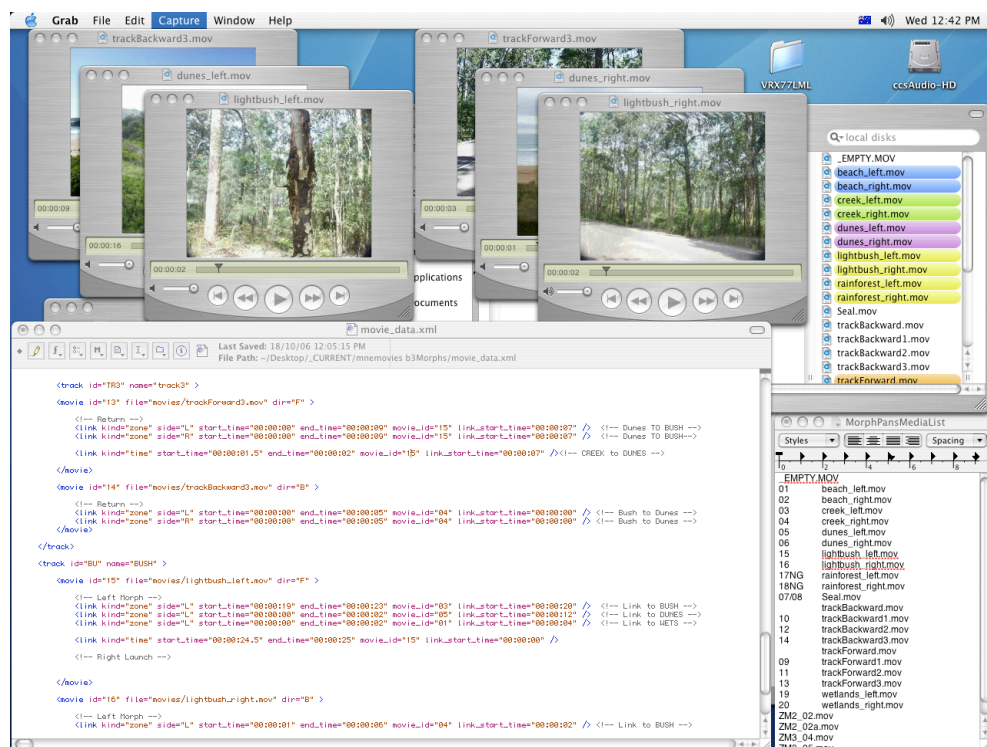 Grab File Edit Capture Window Help Wed 12:42 PM
trackBackward3.mov
trackForward3.mov
dunes_left.mov
dunes_right.mov
lightbush_left.mov
lightbush_right.mov
VRX77LML
ccsAudio-HD
local disks
_EMPTY.MOV
beach_left.mov
beach_right.mov
creek_left.mov
creek_right.mov
dunes_left.mov
dunes_right.mov
lightbush_left.mov
lightbush_right.mov
rainforest_left.mov
rainforest_right.mov
Seal.mov
trackBackward.mov
trackBackward1.mov
trackBackward2.mov
trackBackward3.mov
trackForward.mov
00:00:09
00:00:16
00:00:02
00:00:03
00:00:01
00:00:02
pplications
ocuments
movie_data.xml
Last Saved: 18/10/06 12:05:15 PM
File Path: ~/Desktop/_CURRENT/mnemovies b3Morphs/movie_data.xml
<track id="TR3" name="track3" >
<movie id="13" file="movies/trackForward3.mov" dir="F" >
<!-- Return -->
<link kind="zone" side="L" start_time="00:00:00" end_time="00:00:09" movie_id="15" link_start_time="00:00:07" /> <!-- Dunes TO BUSH -->
<link kind="zone" side="R" start_time="00:00:00" end_time="00:00:09" movie_id="15" link_start_time="00:00:07" /> <!-- Dunes TO BUSH-->
<link kind="time" start_time="00:00:01.5" end_time="00:00:02" movie_id="15" link_start_time="00:00:07" /><!-- CREEK to DUNES -->
</movie>
<movie id="14" file="movies/trackBackward3.mov" dir="B" >
<!-- Return -->
<link kind="zone" side="L" start_time="00:00:00" end_time="00:00:05" movie_id="04" link_start_time="00:00:00" /> <!-- Bush to Dunes -->
<link kind="zone" side="R" start_time="00:00:00" end_time="00:00:05" movie_id="04" link_start_time="00:00:00" /> <!-- Bush to Dunes -->
</movie>
</track>
<track id="BU" name="BUSH" >
<movie id="15" file="movies/lightbush_left.mov" dir="F" >
<!-- Left Morph -->
<link kind="zone" side="L" start_time="00:00:19" end_time="00:00:23" movie_id="03" link_start_time="00:00:20" /> <!-- Link to BUSH -->
<link kind="zone" side="L" start_time="00:00:00" end_time="00:00:02" movie_id="05" link_start_time="00:00:12" /> <!-- Link to DUNES -->
<link kind="zone" side="L" start_time="00:00:00" end_time="00:00:02" movie_id="01" link_start_time="00:00:04" /> <!-- Link to WETS -->
<link kind="time" start_time="00:00:24.5" end_time="00:00:25" movie_id="15" link_start_time="00:00:00" />
<!-- Right Launch -->
</movie>
<movie id="16" file="movies/lightbush_right.mov" dir="B" >
<!-- Left Morph -->
<link kind="zone" side="L" start_time="00:00:01" end_time="00:00:06" movie_id="04" link_start_time="00:00:02" /> <!-- Link to BUSH -->
MorphPansMediaList
Styles Spacing
0 2 4 6 8
_EMPTY.MOV
01 beach_left.mov
02 beach_right.mov
03 creek_left.mov
04 creek_right.mov
05 dunes_left.mov
06 dunes_right.mov
15 lightbush_left.mov
16 lightbush_right.mov
17NG rainforest_left.mov
18NG rainforest_right.mov
07/08 Seal.mov
trackBackward.mov
10 trackBackward1.mov
12 trackBackward2.mov
14 trackBackward3.mov
trackForward.mov
09 trackForward1.mov
11 trackForward2.mov
13 trackForward3.mov
19 wetlands_left.mov
20 wetlands_right.mov
ZM2_02.mov
ZM2_02a.mov
ZM3_04.mov